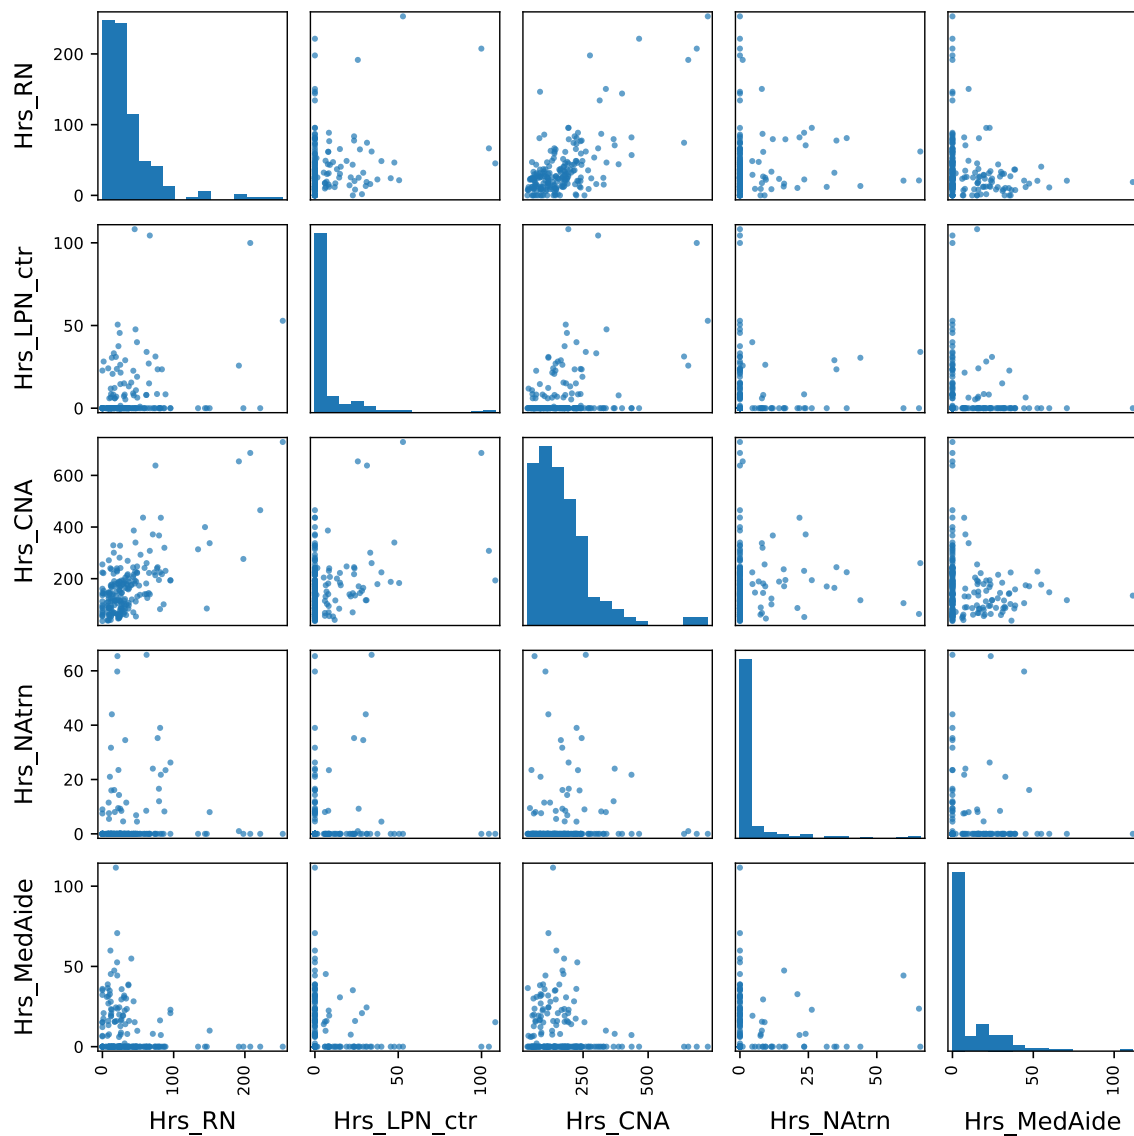 Hrs_RN
200
100
0
Hrs_LPN_ctr
100
50
0
Hrs_CNA
600
400
200
Hrs_NAtrn
60
40
20
0
Hrs_MedAide
100
50
0
0 100 200
0 50 100
250 500
0 25 50
0 50 100
Hrs_RN Hrs_LPN_ctr Hrs_CNA Hrs_NAtrn Hrs_MedAide